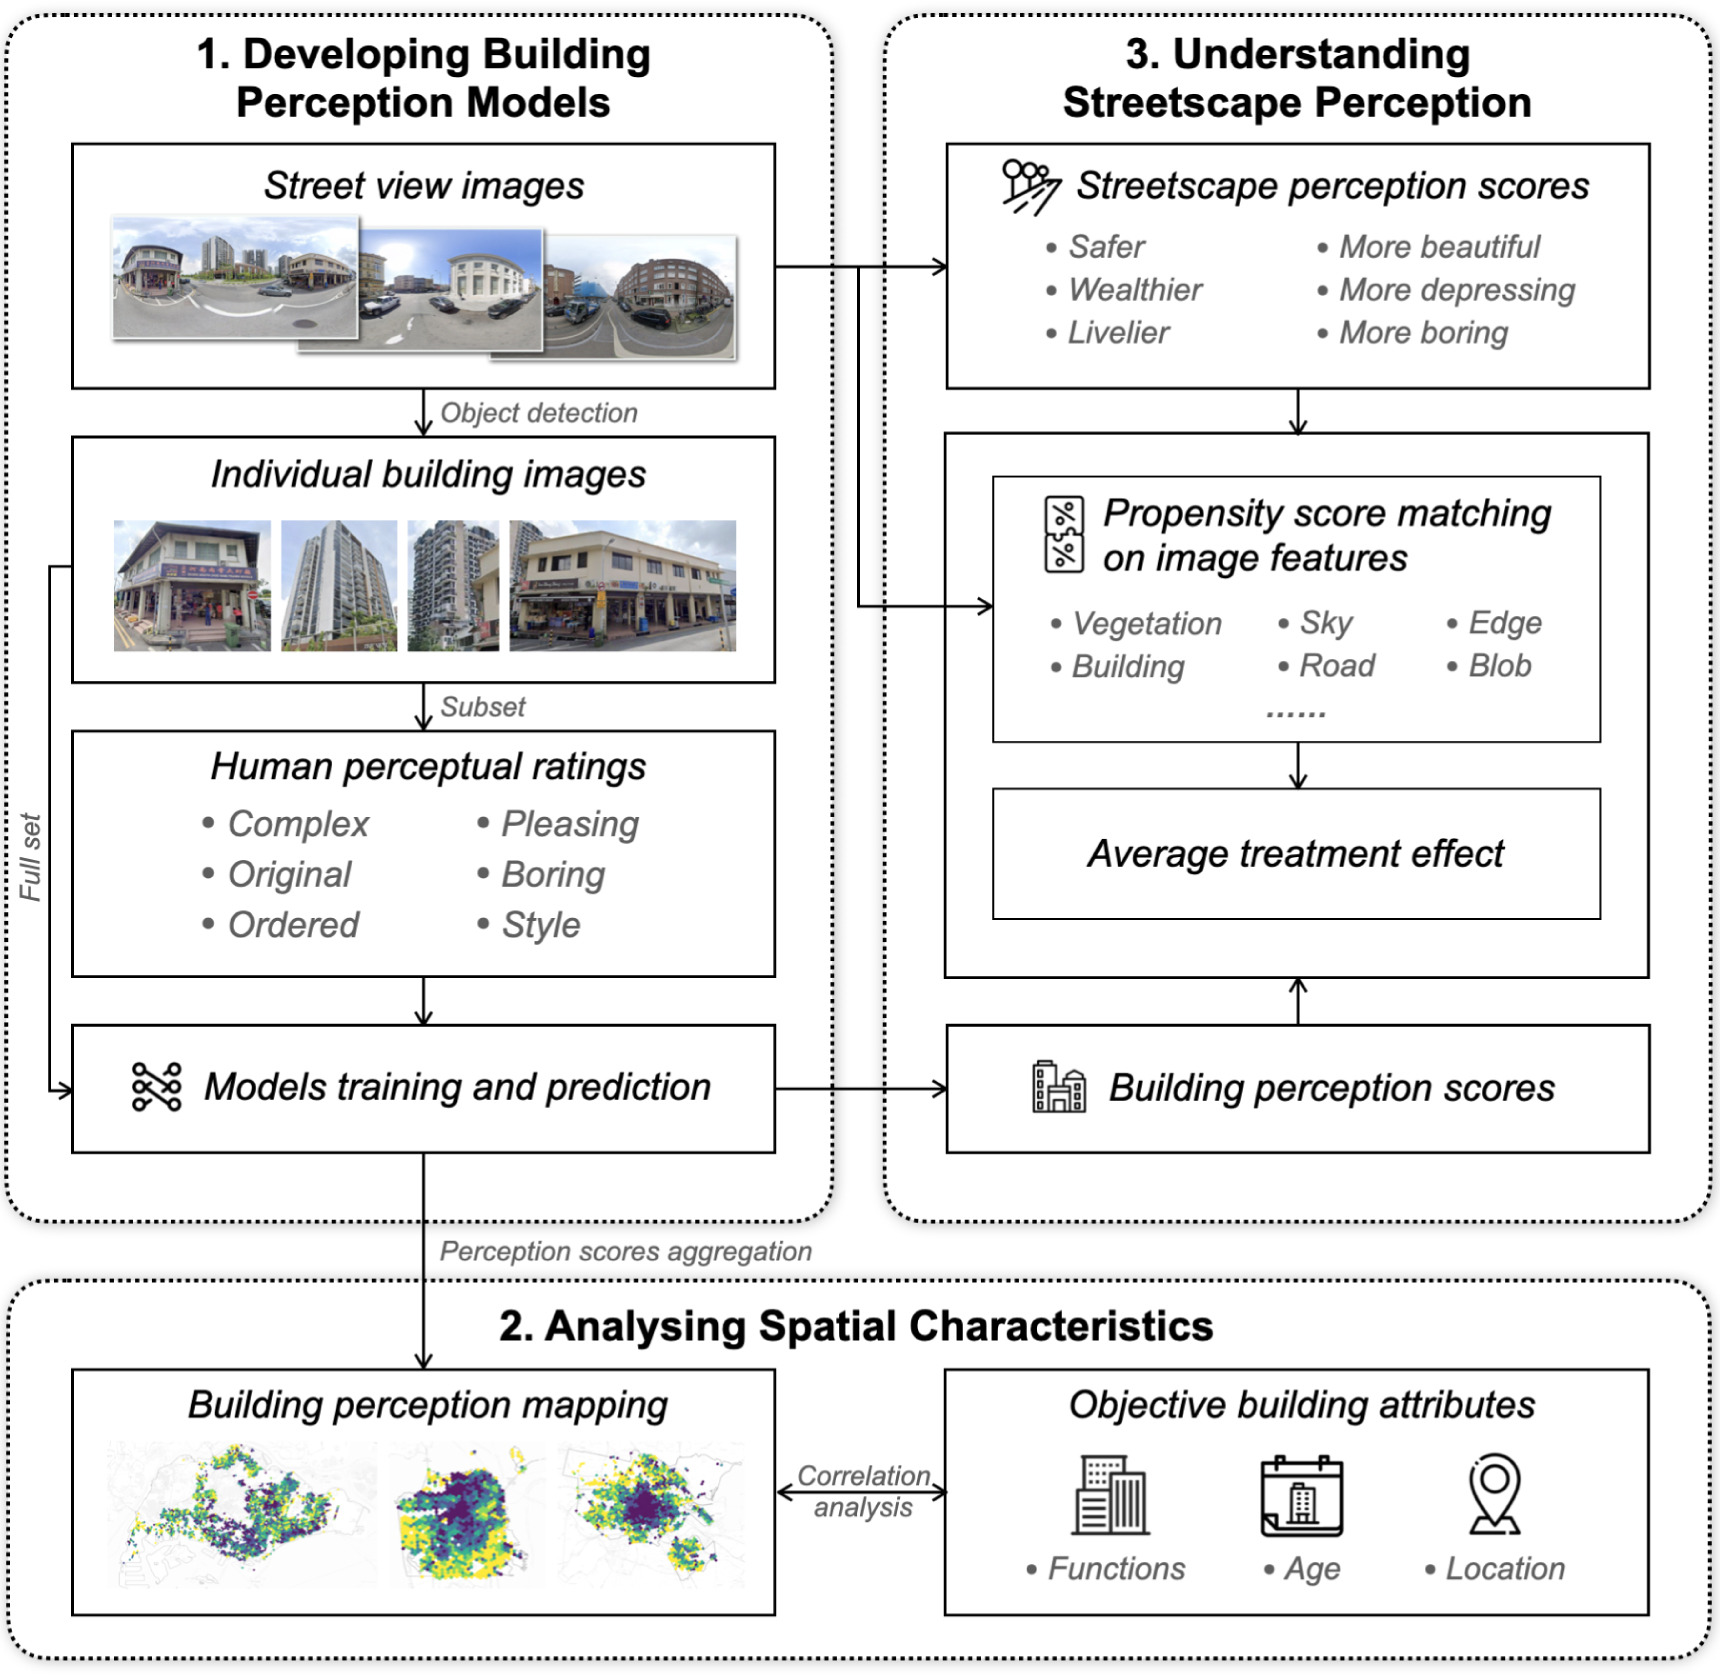 1. Developing Building
Perception Models
Street view images
Object detection
Individual building images
Subset
Full set
Human perceptual ratings
• Complex
• Original
• Ordered
• Pleasing
• Boring
• Style
Models training and prediction
Perception scores aggregation
3. Understanding
Streetscape Perception
Streetscape perception scores
• Safer
• Wealthier
• Livelier
• More beautiful
• More depressing
• More boring
%
%
Propensity score matching
on image features
• Vegetation
• Building
• Sky
• Road
• Edge
• Blob
......
Average treatment effect
Building perception scores
2. Analysing Spatial Characteristics
Building perception mapping
Correlation
analysis
Objective building attributes
• Functions
• Age
• Location